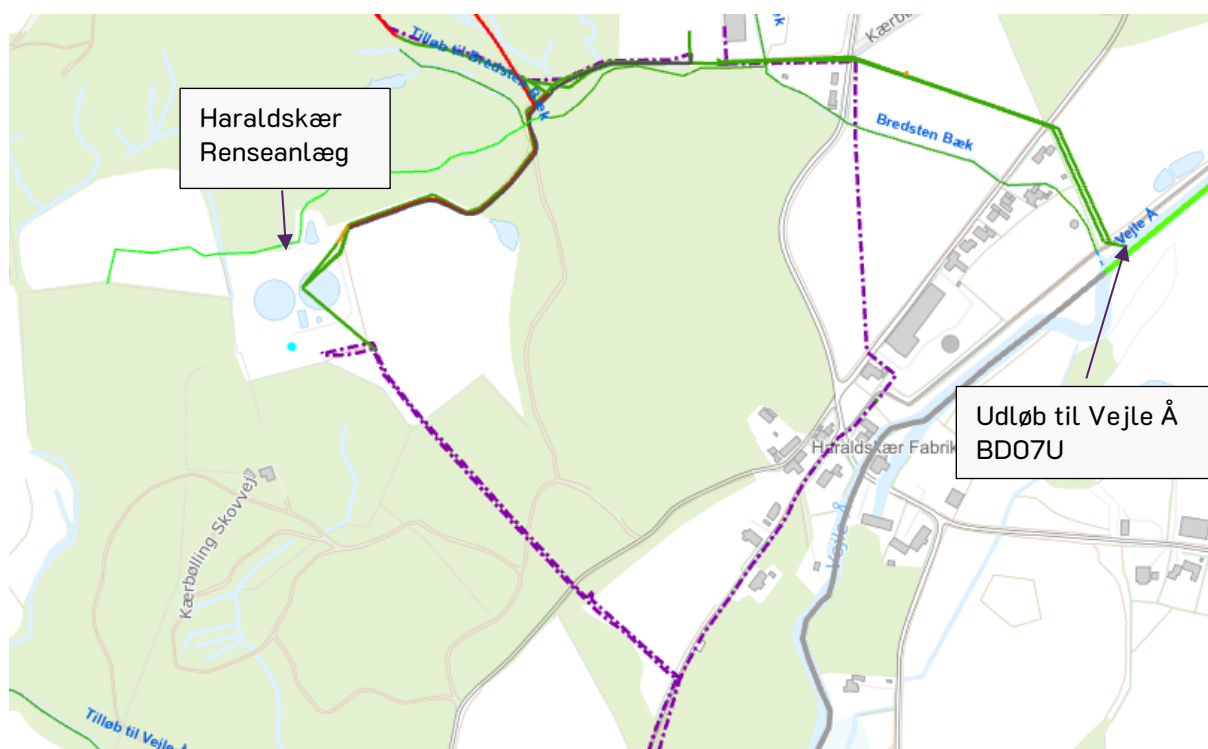 Tilløb til Bredsten Bæk
Haraldskær
Renseanlæg
Bredsten Bæk
Vejle Å
Udløb til Vejle Å
BD07U
Haraldskær Fabrik
Vejle Å
Kærbølling Skovvej
Tilløb til Vejle Å